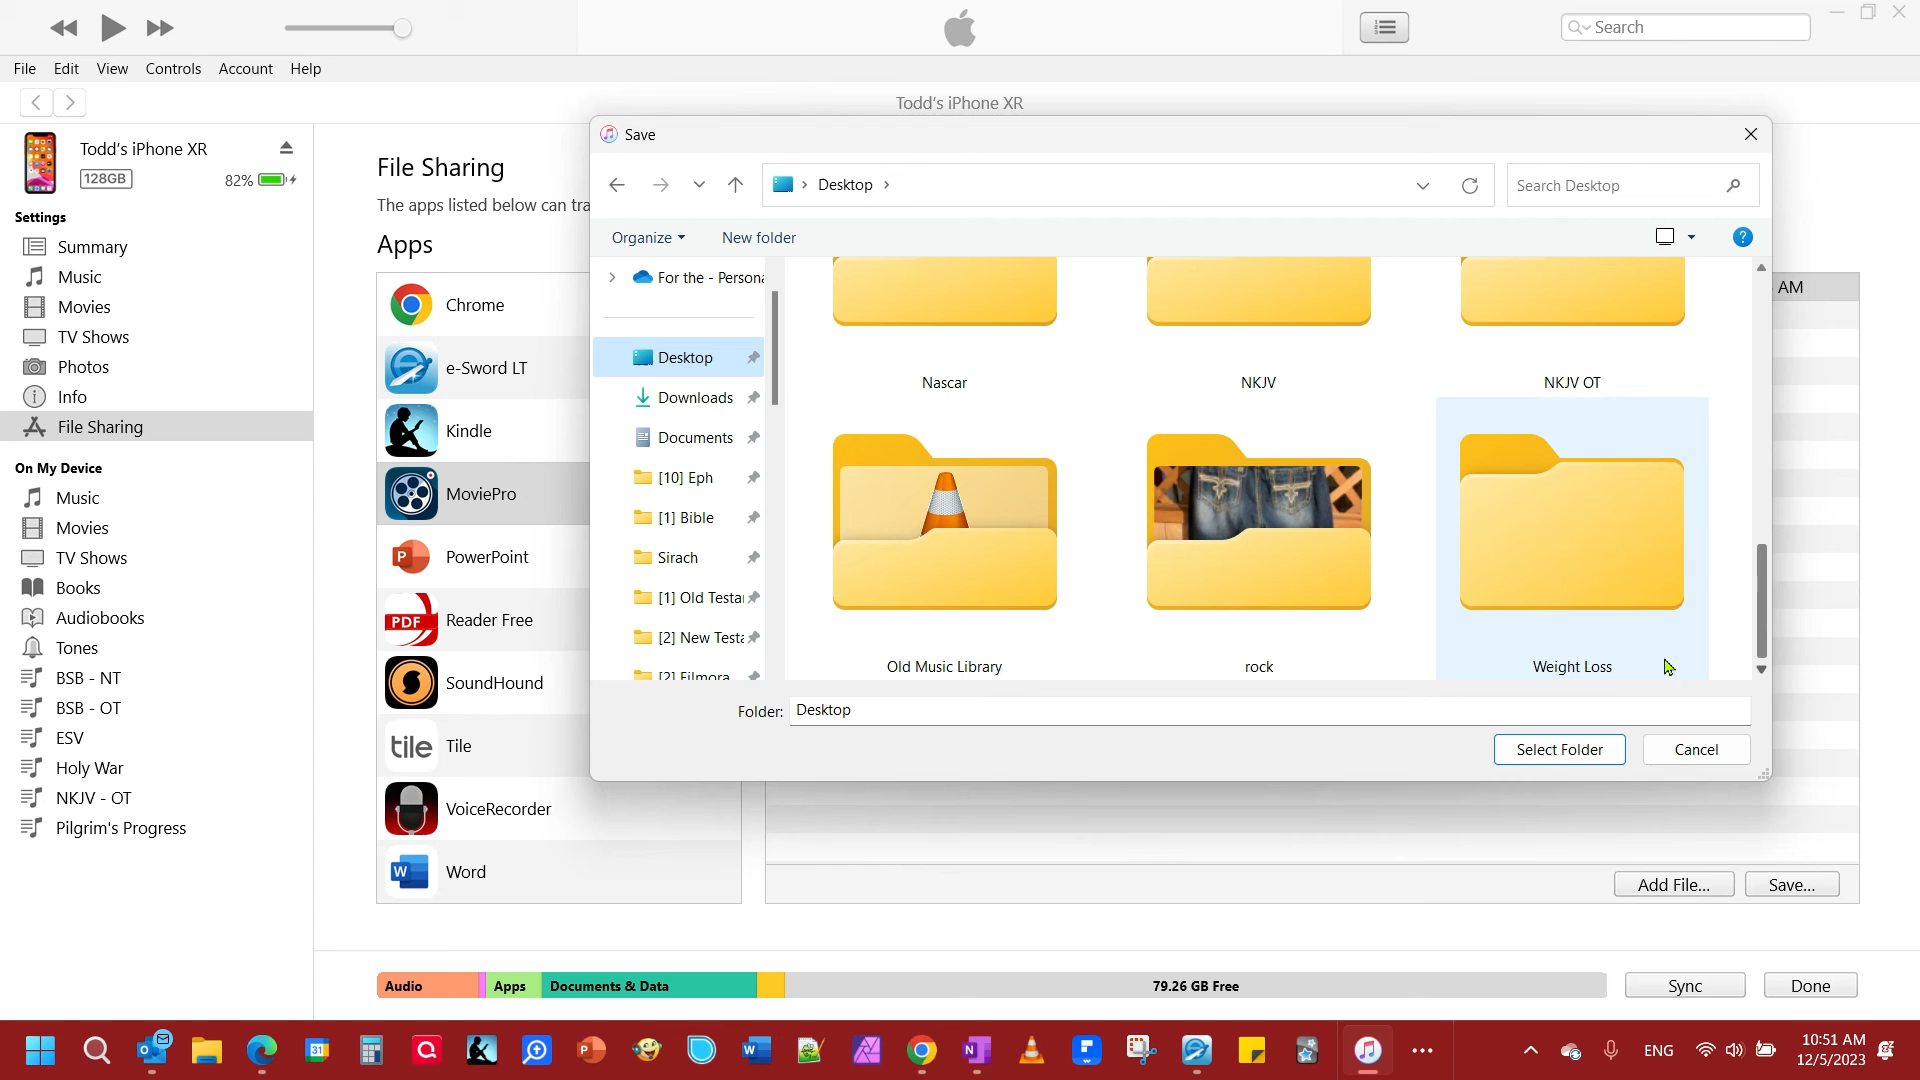 Search
File Edit View Controls Account Help
Todd's iPhone XR
Todd's iPhone XR
128GB
82%
Settings
Summary
Music
Movies
TV Shows
Photos
Info
File Sharing
On My Device
Music
Movies
TV Shows
Books
Audiobooks
Tones
BSB - NT
BSB - OT
ESV
Holy War
NKJV - OT
Pilgrim's Progress
File Sharing
The apps listed below can tra
Apps
Chrome
e-Sword LT
Kindle
MoviePro
PowerPoint
PDF Reader Free
SoundHound
tile Tile
VoiceRecorder
Word
Save
Desktop
Search Desktop
Organize
New folder
For the - Persona
Desktop
Downloads
Documents
[10] Eph
[1] Bible
Sirach
[1] Old Testa
[2] New Testa
[2] Filmora
Nascar
NKJV
NKJV OT
Old Music Library
rock
Weight Loss
Folder: Desktop
Select Folder
Cancel
AM
Add File...
Save...
Audio
Apps
Documents & Data
79.26 GB Free
Sync
Done
ENG
10:51 AM
12/5/2023